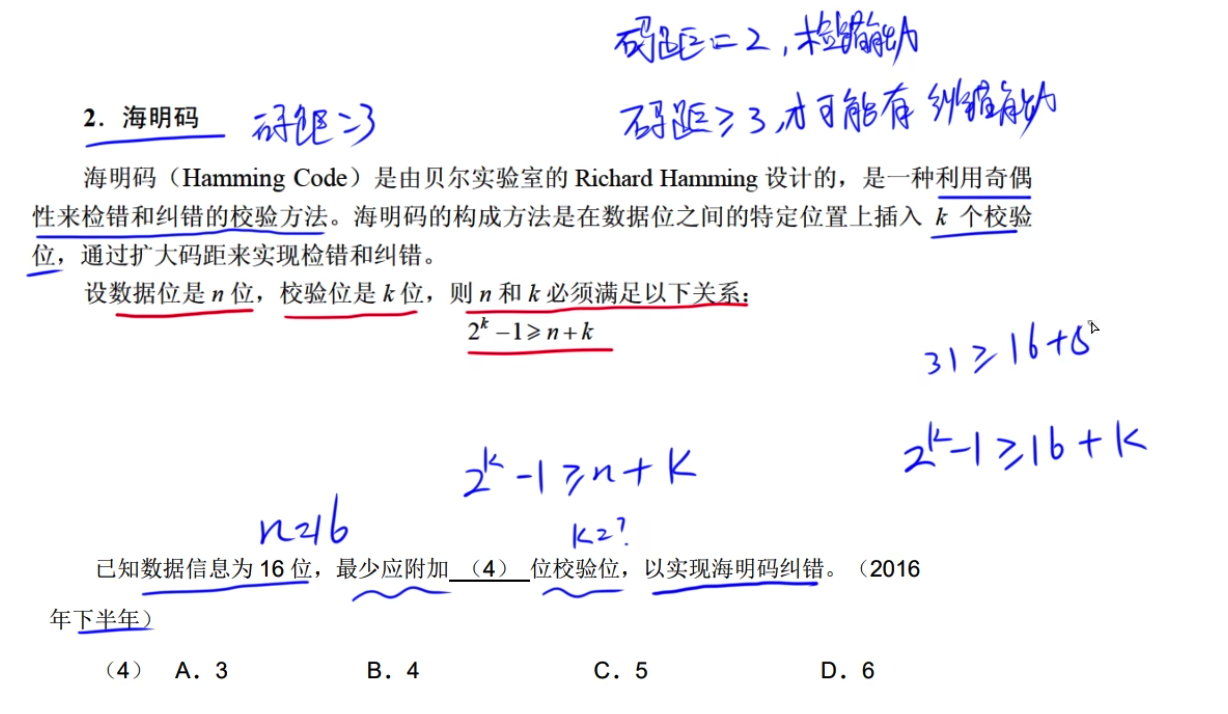 码距=2,检错能力
2．海明码 码距=3
码距≥3,才可能有纠错能力
海明码（Hamming Code）是由贝尔实验室的 Richard Hamming 设计的，是一种利用奇偶
性来检错和纠错的校验方法。海明码的构成方法是在数据位之间的特定位置上插入 k 个校验
位，通过扩大码距来实现检错和纠错。
设数据位是 n 位，校验位是 k 位，则 n 和 k 必须满足以下关系：
2^k −1≥n+k
31≥16+5
2^k-1≥16+k
2^k-1≥n+k
n=16
k=?
已知数据信息为 16 位，最少应附加 （4） 位校验位，以实现海明码纠错。（2016
年下半年）
（4） A．3 B．4 C．5 D．6